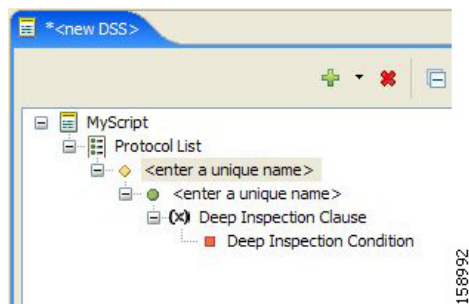 *<new DSS>
MyScript
Protocol List
<enter a unique name>
<enter a unique name>
(x) Deep Inspection Clause
Deep Inspection Condition
158992